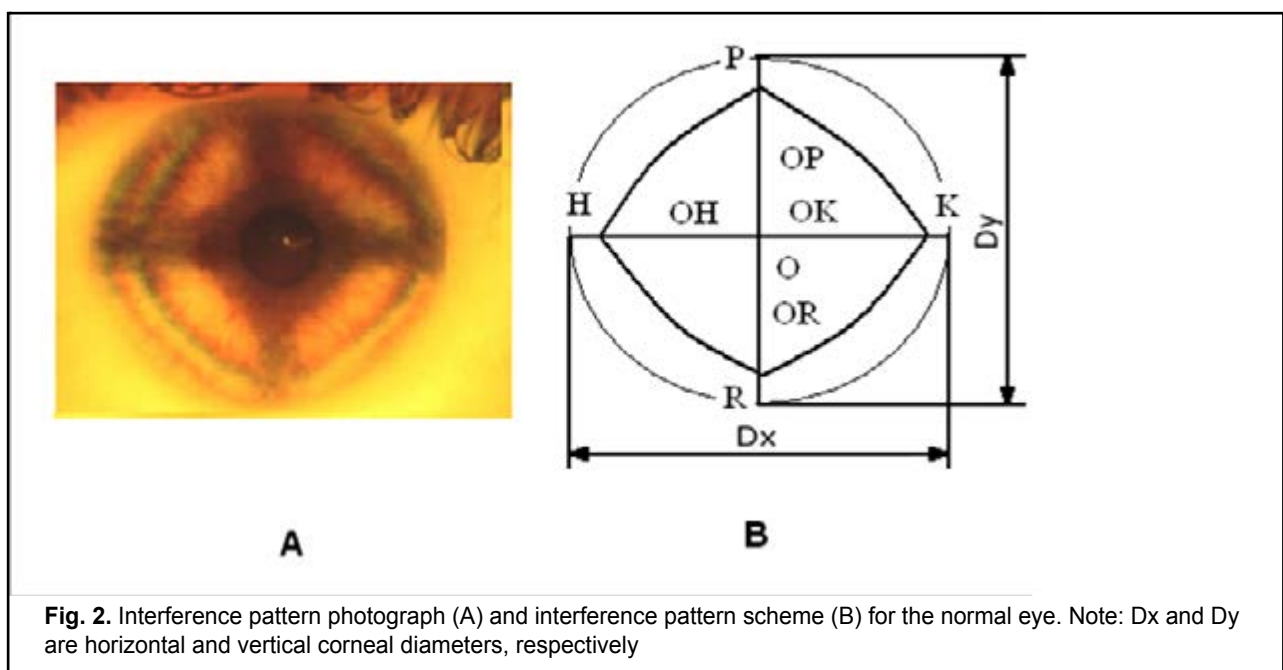 P
OP
H
OH
OK
K
Dy
O
OR
R
Dx
A
B
Fig. 2. Interference pattern photograph (A) and interference pattern scheme (B) for the normal eye. Note: Dx and Dy
are horizontal and vertical corneal diameters, respectively